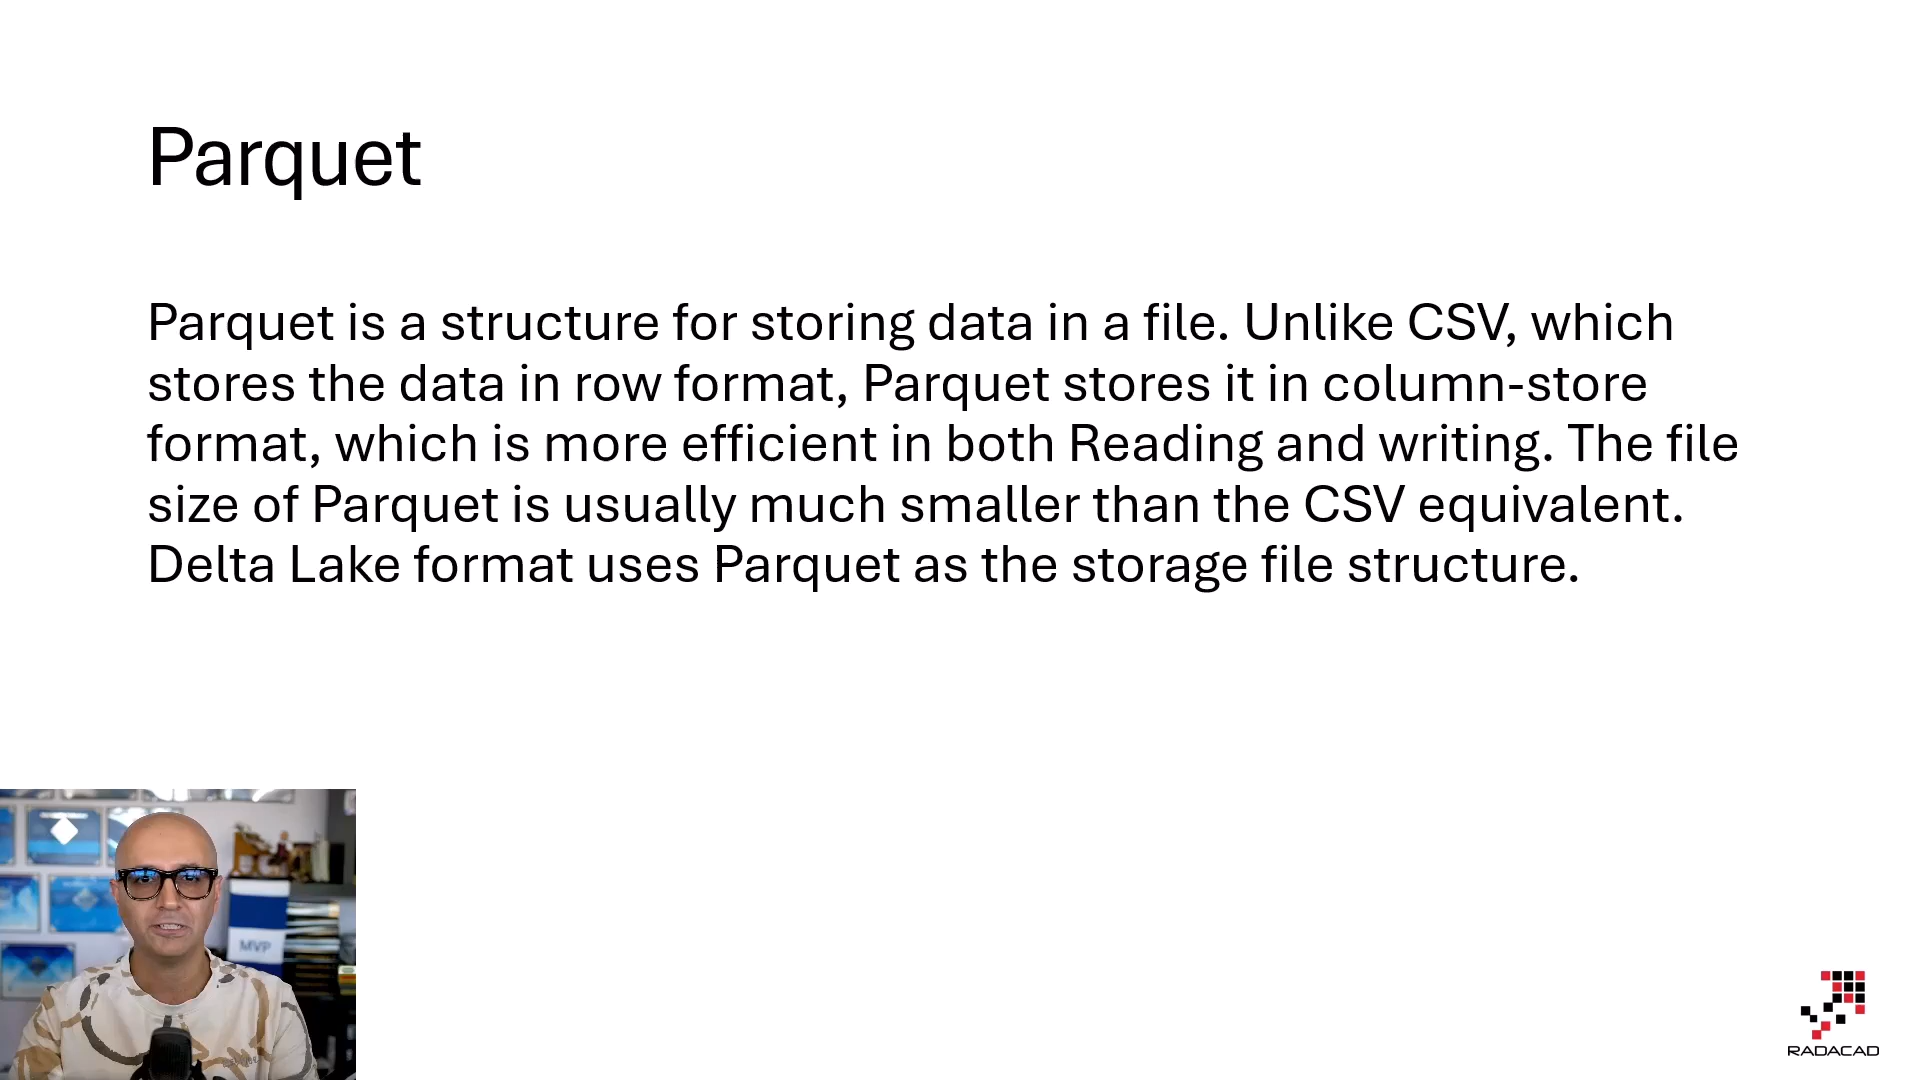 Parquet
Parquet is a structure for storing data in a file. Unlike CSV, which
stores the data in row format, Parquet stores it in column-store
format, which is more efficient in both Reading and writing. The file
size of Parquet is usually much smaller than the CSV equivalent.
Delta Lake format uses Parquet as the storage file structure.
MVP
RADACAD